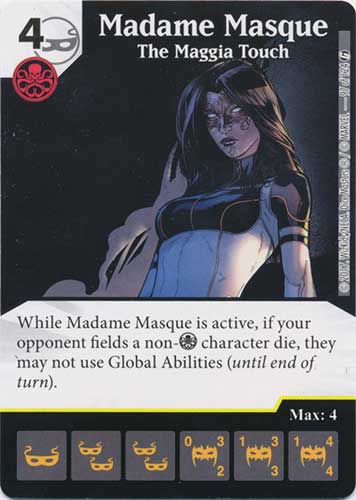 4
Madame Masque
The Maggia Touch
While Madame Masque is active, if your
opponent fields a non- character die, they
may not use Global Abilities (until end of
turn).
Max: 4
0 3 2
1 3 3
1 4 4